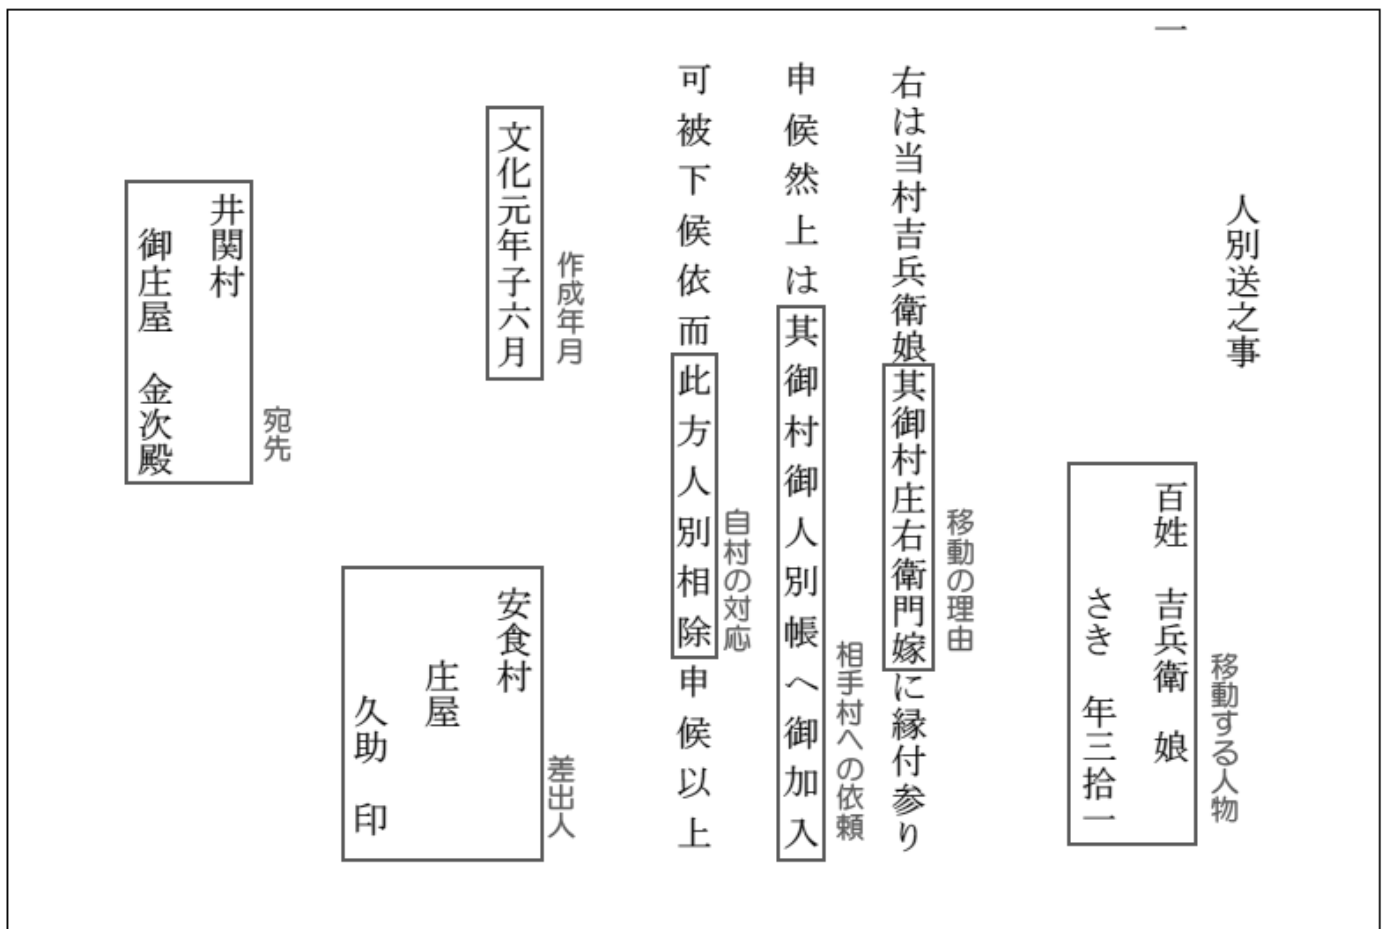 人別送之事
一
百姓　吉兵衛　娘
さき　年三拾一
移動する人物
右は当村吉兵衛娘其御村庄右衛門嫁に縁付参り
移動の理由
申候然上は其御村御人別帳へ御加入
相手村への依頼
可被下候依而此方人別相除申候以上
自村の対応
文化元年子六月
作成年月
安食村
庄屋
久助　印
差出人
井関村
御庄屋　金次殿
宛先